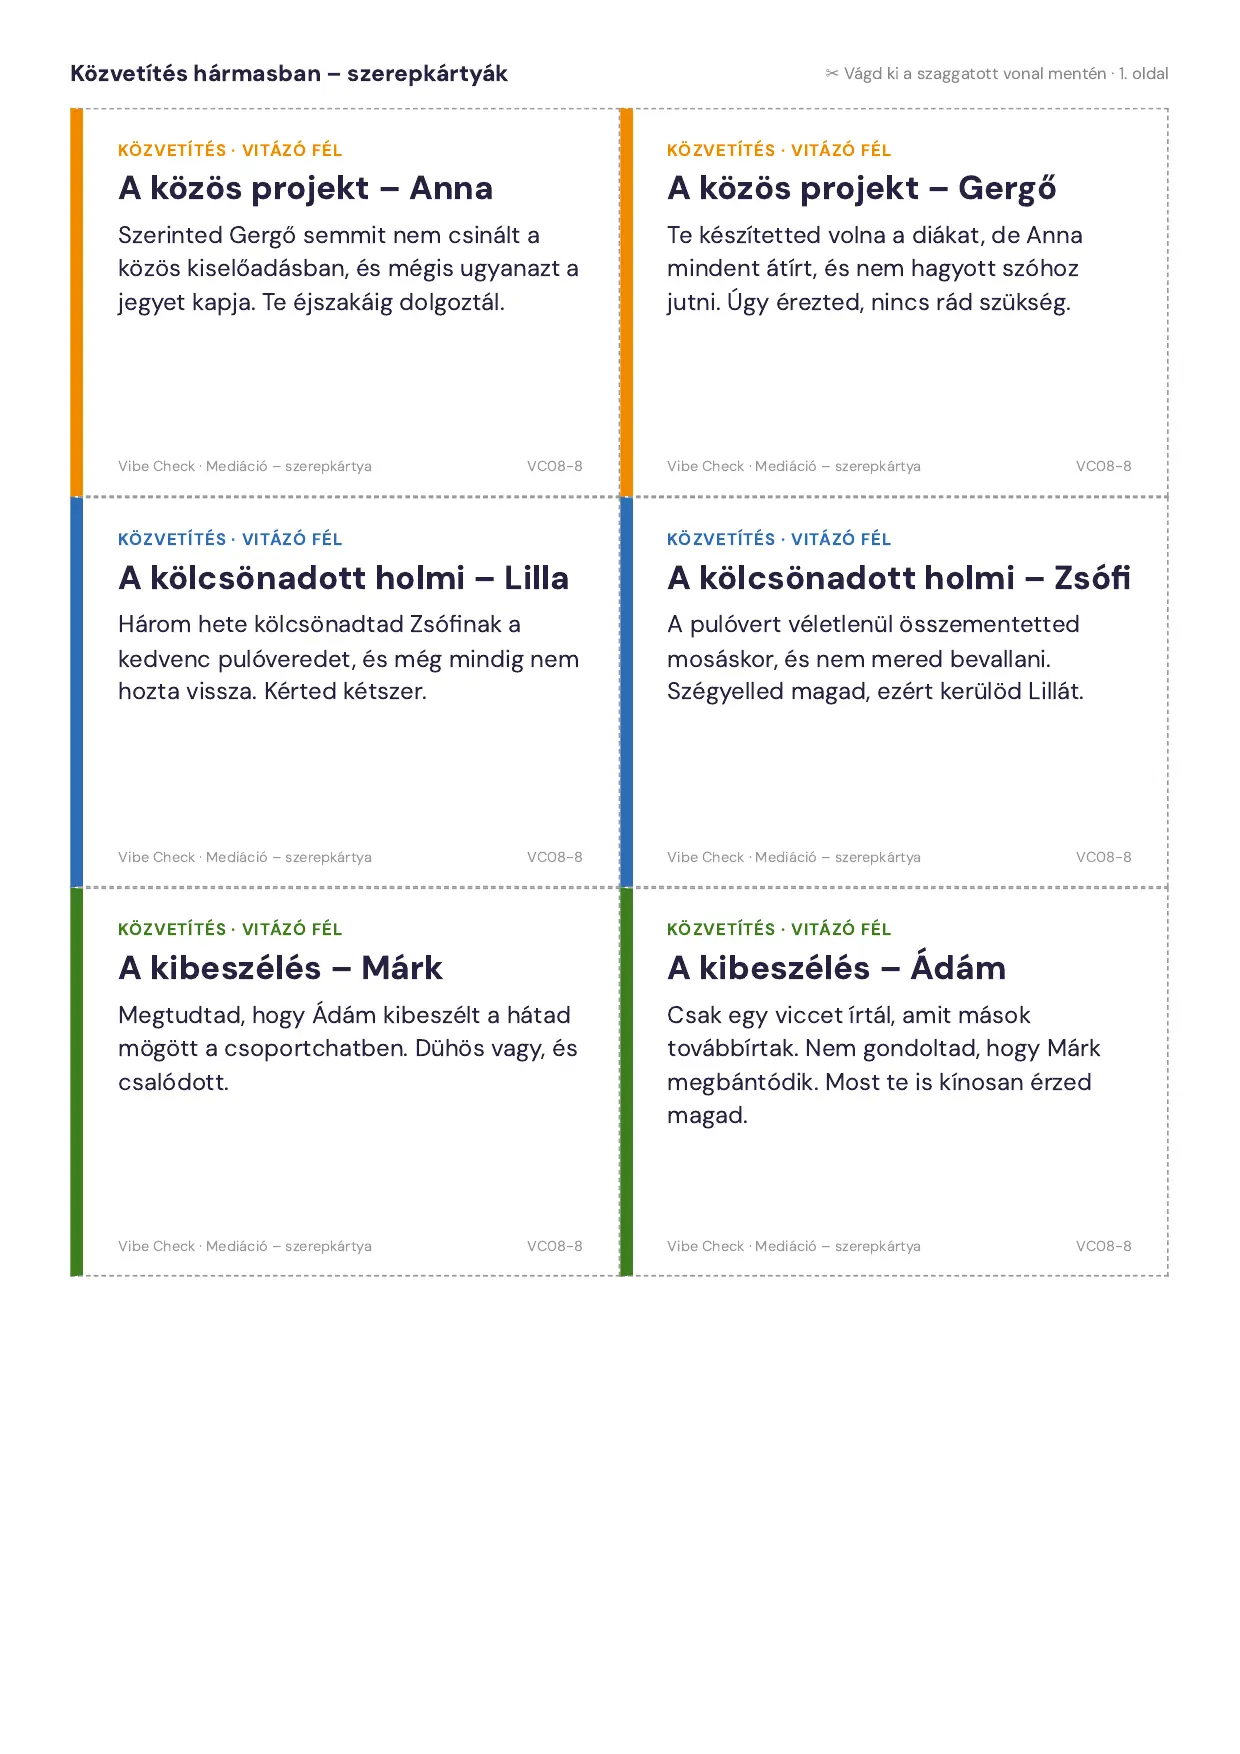 Közvetítés hármasban – szerepkártyák
✂ Vágd ki a szaggatott vonal mentén · 1. oldal
KÖZVETÍTÉS · VITÁZÓ FÉL
A közös projekt – Anna
Szerinted Gergő semmit nem csinált a
közös kiselőadásban, és mégis ugyanazt a
jegyet kapja. Te éjszakáig dolgoztál.
Vibe Check · Mediáció – szerepkártya
VC08-8
KÖZVETÍTÉS · VITÁZÓ FÉL
A közös projekt – Gergő
Te készítetted volna a diákat, de Anna
mindent átírt, és nem hagyott szóhoz
jutni. Úgy érezted, nincs rád szükség.
Vibe Check · Mediáció – szerepkártya
VC08-8
KÖZVETÍTÉS · VITÁZÓ FÉL
A kölcsönadott holmi – Lilla
Három hete kölcsönadtad Zsófinak a
kedvenc pulóveredet, és még mindig nem
hozta vissza. Kérted kétszer.
Vibe Check · Mediáció – szerepkártya
VC08-8
KÖZVETÍTÉS · VITÁZÓ FÉL
A kölcsönadott holmi – Zsófi
A pulóvert véletlenül összementetted
mosáskor, és nem mered bevallani.
Szégyelled magad, ezért kerülöd Lillát.
Vibe Check · Mediáció – szerepkártya
VC08-8
KÖZVETÍTÉS · VITÁZÓ FÉL
A kibeszélés – Márk
Megtudtad, hogy Ádám kibeszélt a hátad
mögött a csoportchatben. Dühös vagy, és
csalódott.
Vibe Check · Mediáció – szerepkártya
VC08-8
KÖZVETÍTÉS · VITÁZÓ FÉL
A kibeszélés – Ádám
Csak egy viccet írtál, amit mások
továbbírtak. Nem gondoltad, hogy Márk
megbántódik. Most te is kínosan érzed
magad.
Vibe Check · Mediáció – szerepkártya
VC08-8